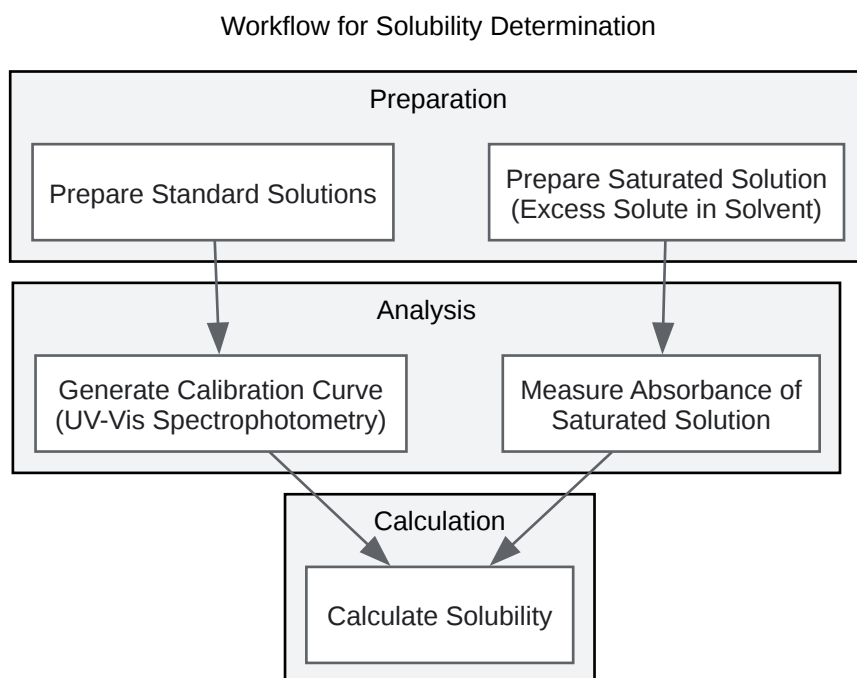 Workflow for Solubility Determination
Preparation
Prepare Standard Solutions
Prepare Saturated Solution
(Excess Solute in Solvent)
Analysis
Generate Calibration Curve
(UV-Vis Spectrophotometry)
Measure Absorbance of
Saturated Solution
Calculation
Calculate Solubility